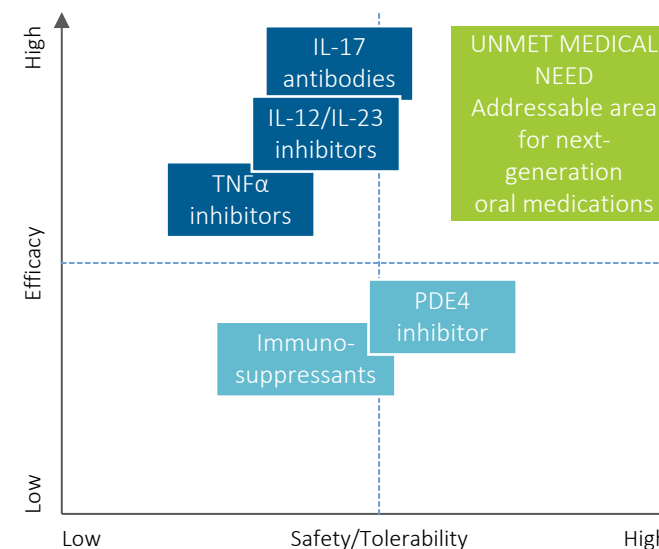 High
IL-17
antibodies
UNMET MEDICAL
NEED
Addressable area
for next-
generation
oral medications
IL-12/IL-23
inhibitors
TNFα
inhibitors
Efficacy
PDE4
inhibitor
Immuno-
suppressants
Low
Low
Safety/Tolerability
High